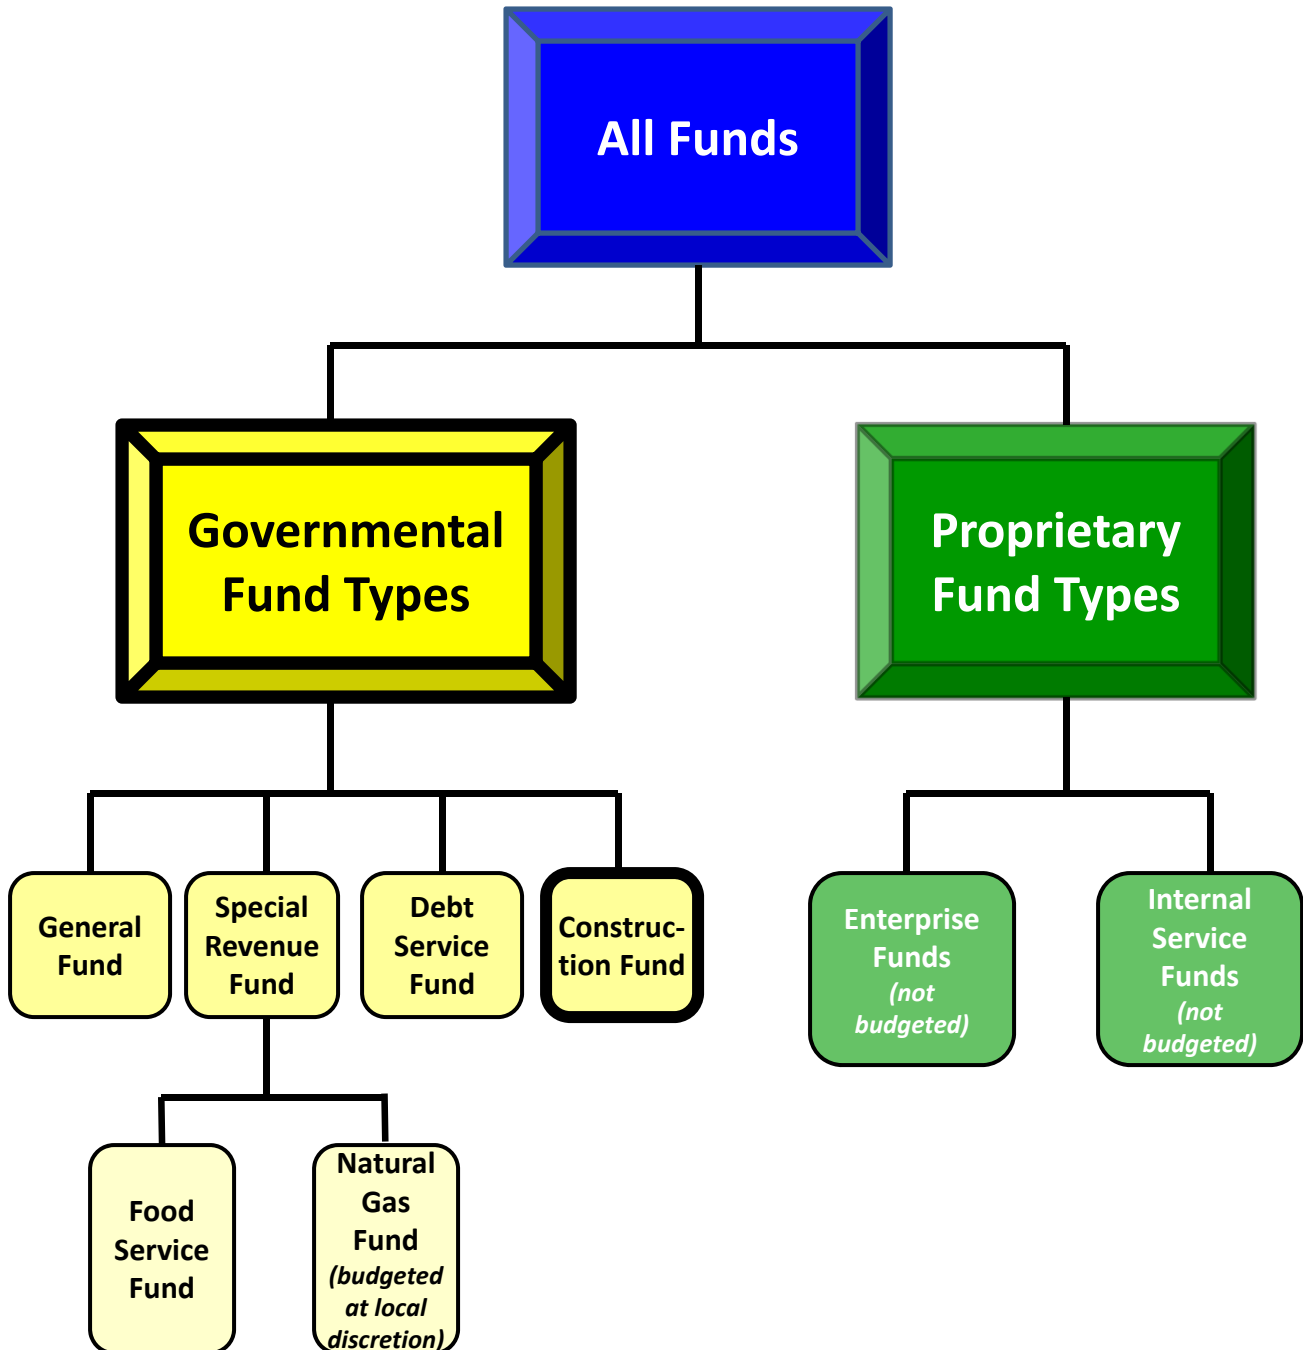 All Funds
Governmental
Fund Types
Proprietary
Fund Types
General
Fund
Special
Revenue
Fund
Debt
Service
Fund
Construc-
tion Fund
Enterprise
Funds
(not
budgeted)
Internal
Service
Funds
(not
budgeted)
Food
Service
Fund
Natural
Gas
Fund
(budgeted
at local
discretion)